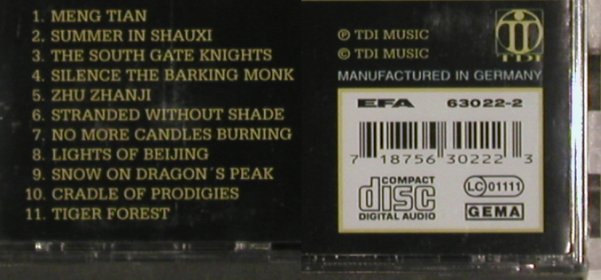 1. MENG TIAN
2. SUMMER IN SHAUXI
3. THE SOUTH GATE KNIGHTS
4. SILENCE THE BARKING MONK
5. ZHU ZHANJI
6. STRANDED WITHOUT SHADE
7. NO MORE CANDLES BURNING
8. LIGHTS OF BEIJING
9. SNOW ON DRAGON´S PEAK
10. CRADLE OF PRODIGIES
11. TIGER FOREST
℗ TDI MUSIC
© TDI MUSIC
TDI
MANUFACTURED IN GERMANY
EFA 63022-2
7 18756 30222 3
COMPACT
disc
DIGITAL AUDIO
LC 01111
GEMA